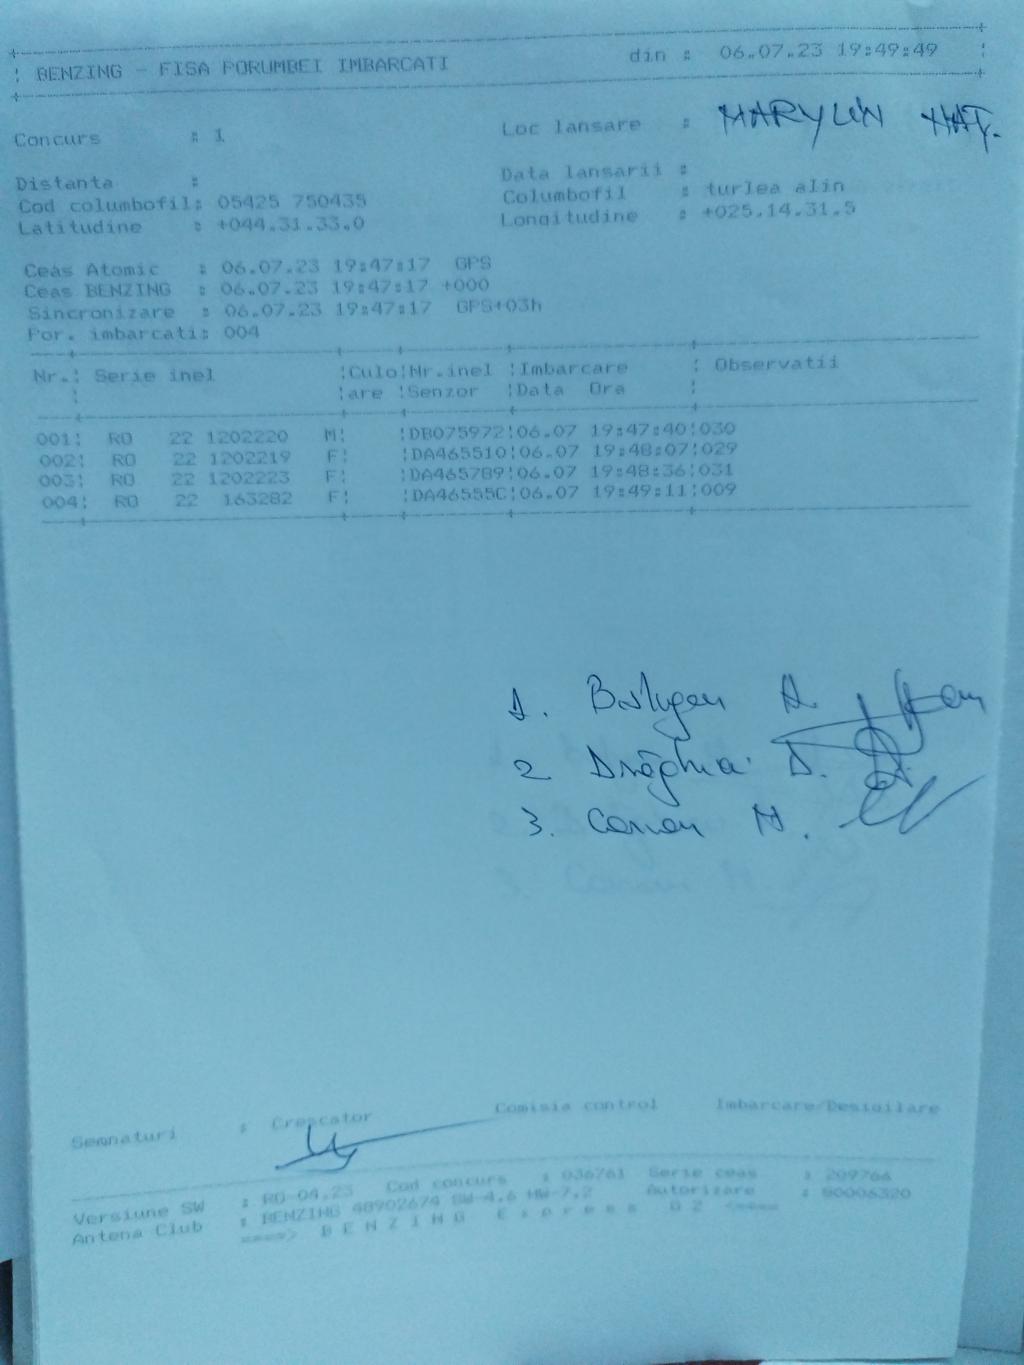 BENZING - FISA PORUMBEI IMBARCATI din : 06.07.23 19:49:49
Concurs : 1 Loc lansare :
Distanta : Data lansarii :
Cod columbofil: 05425 750435 Columbofil : turlea alin
Latitudine : +044.31.33.0 Longitudine : +025.14.31.5
Ceas Atomic : 06.07.23 19:47:17 GPS
Ceas BENZING : 06.07.23 19:47:17 +000
Sincronizare : 06.07.23 19:47:17 GPS+03h
Por. imbarcati: 004
Nr.¦ Serie inel ¦Culo¦Nr.inel ¦Imbarcare ¦ Observatii
¦ ¦are ¦Senzor ¦Data Ora ¦
001¦ RO 22 1202220 M¦ ¦DB075972¦06.07 19:47:40¦030
002¦ RO 22 1202219 F¦ ¦DA465510¦06.07 19:48:07¦029
003¦ RO 22 1202223 F¦ ¦DA465789¦06.07 19:48:36¦031
004¦ RO 22 163282 F¦ ¦DA46555C¦06.07 19:49:11¦009
1. A.
2 D.
3.
Semnaturi : Crescator Comisia control Imbarcare/Desigilare
Versiune SW : RO-04.23 Cod concurs : 036761 Serie ceas : 209766
Antena Club : BENZING 48902674 SW-4.6 HW-7.2 Autorizare : 80006320
====> B E N Z I N G E x p r e s s G 2 <====